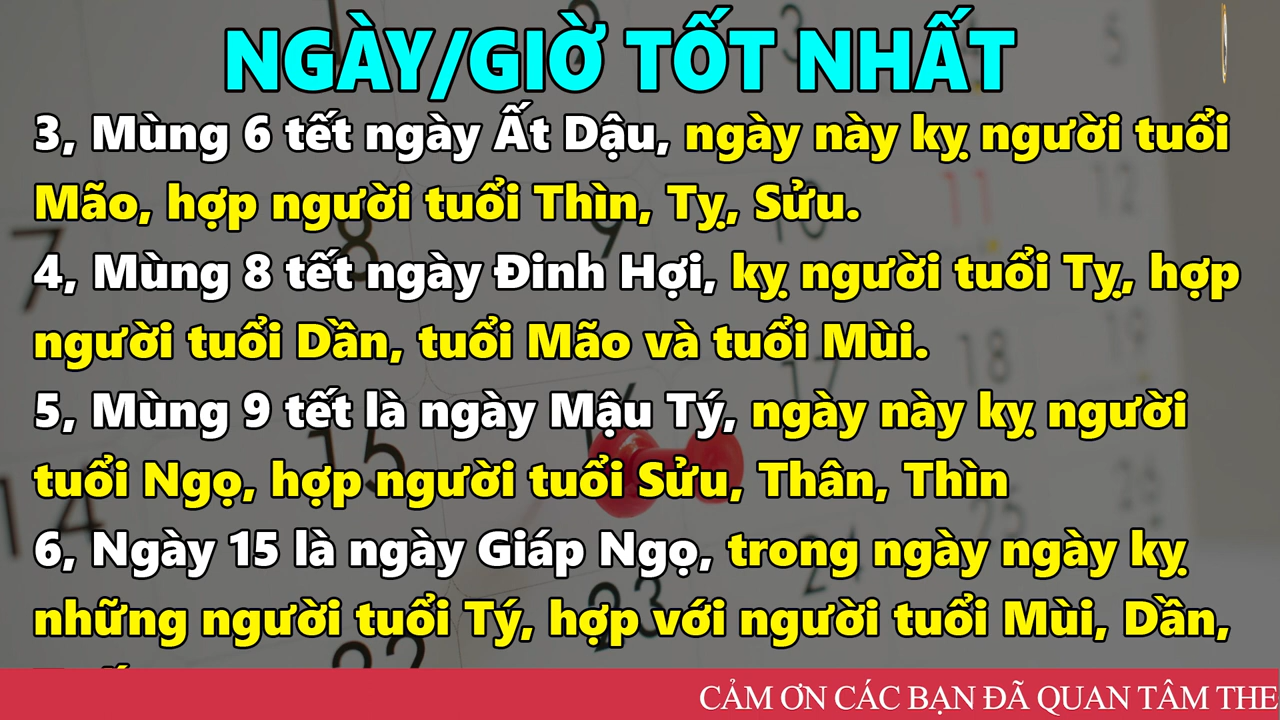 NGÀY/GIỜ TỐT NHẤT
3, Mùng 6 tết ngày Ất Dậu, ngày này kỵ người tuổi
Mão, hợp người tuổi Thìn, Tỵ, Sửu.
4, Mùng 8 tết ngày Đinh Hợi, kỵ người tuổi Tỵ, hợp
người tuổi Dần, tuổi Mão và tuổi Mùi.
5, Mùng 9 tết là ngày Mậu Tý, ngày này kỵ người
tuổi Ngọ, hợp người tuổi Sửu, Thân, Thìn
6, Ngày 15 là ngày Giáp Ngọ, trong ngày ngày kỵ
những người tuổi Tý, hợp với người tuổi Mùi, Dần,
CẢM ƠN CÁC BẠN ĐÃ QUAN TÂM THE